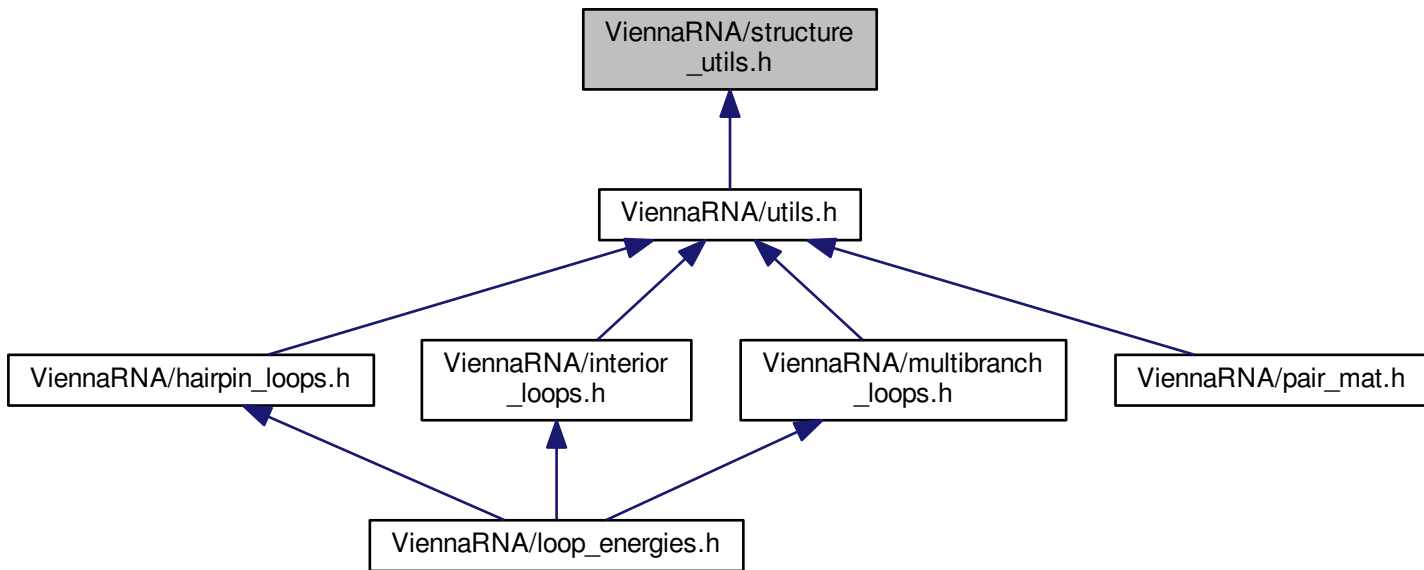 ViennaRNA/structure
_utils.h
ViennaRNA/utils.h
ViennaRNA/hairpin_loops.h
ViennaRNA/interior
_loops.h
ViennaRNA/multibranch
_loops.h
ViennaRNA/pair_mat.h
ViennaRNA/loop_energies.h